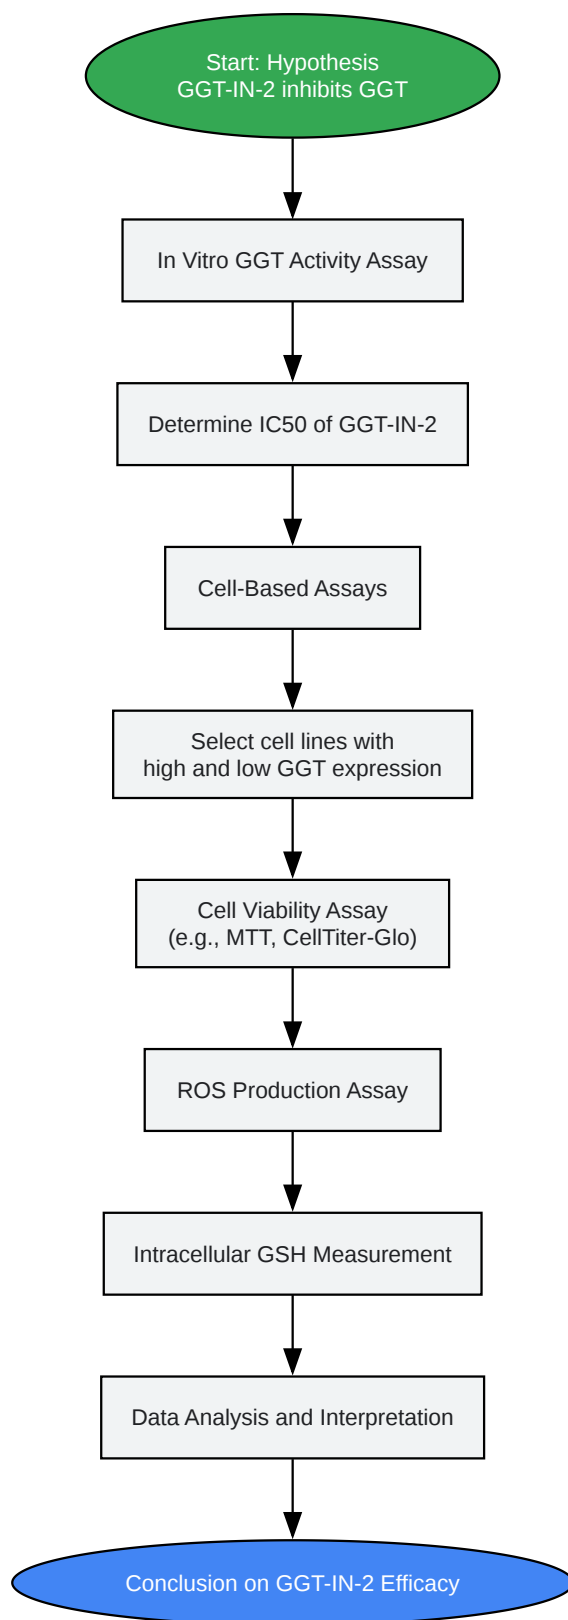 Start: Hypothesis
GGT-IN-2 inhibits GGT
In Vitro GGT Activity Assay
Determine IC50 of GGT-IN-2
Cell-Based Assays
Select cell lines with
high and low GGT expression
Cell Viability Assay
(e.g., MTT, CellTiter-Glo)
ROS Production Assay
Intracellular GSH Measurement
Data Analysis and Interpretation
Conclusion on GGT-IN-2 Efficacy